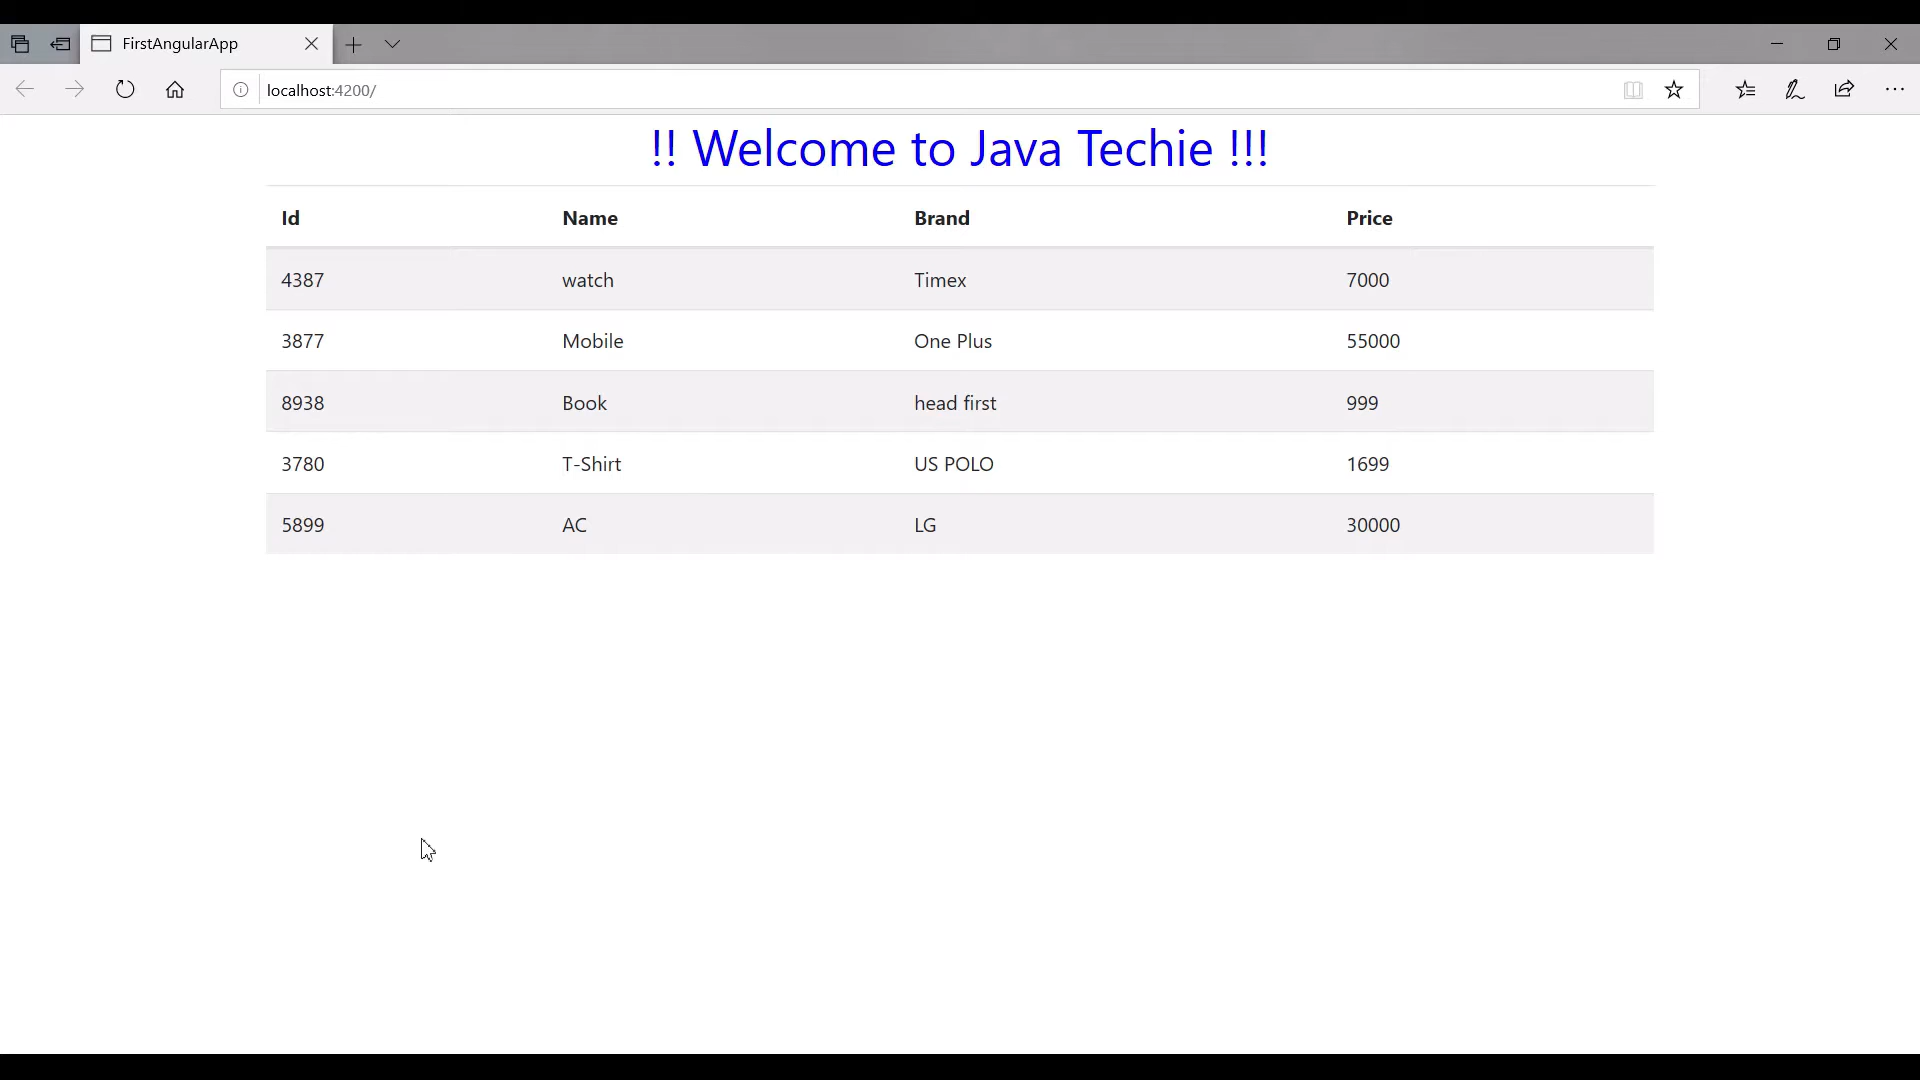 FirstAngularApp
localhost:4200/
!! Welcome to Java Techie !!!
Id Name Brand Price
4387 watch Timex 7000
3877 Mobile One Plus 55000
8938 Book head first 999
3780 T-Shirt US POLO 1699
5899 AC LG 30000